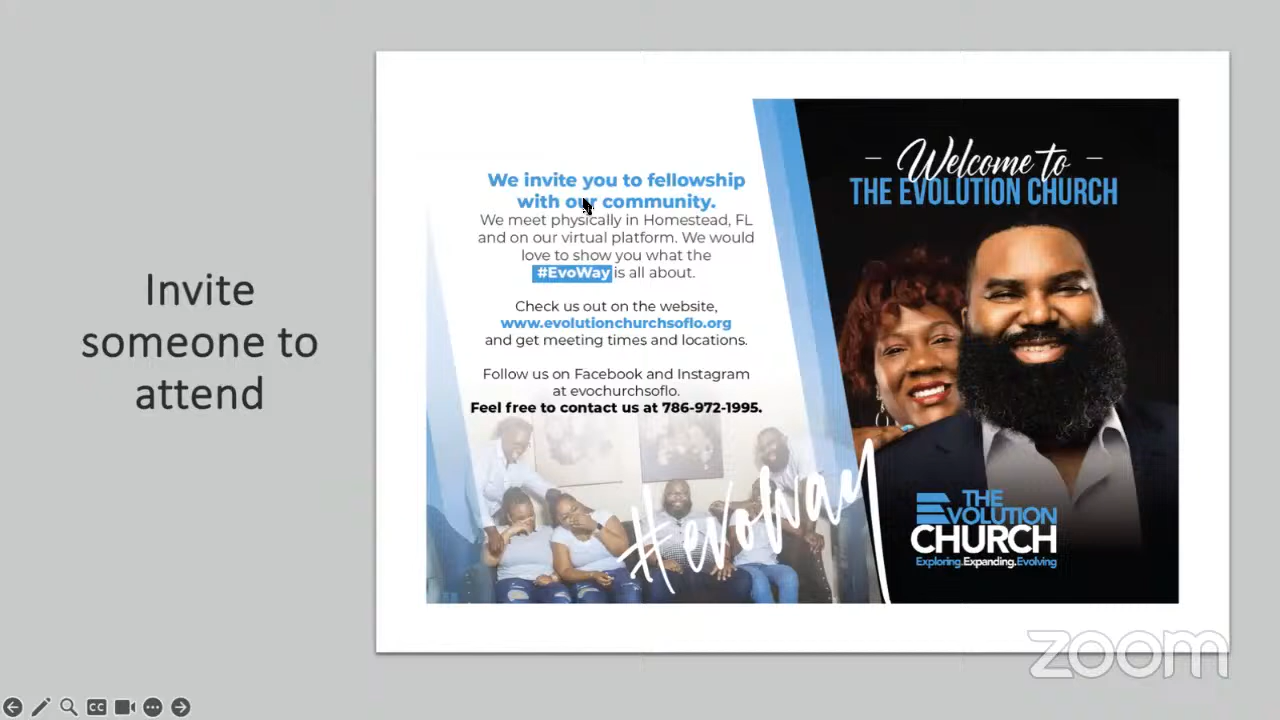 Invite
someone to
attend
We invite you to fellowship
with our community.
We meet physically in Homestead, FL
and on our virtual platform. We would
love to show you what the
#EvoWay is all about.
Check us out on the website,
www.evolutionchurchsoflo.org
and get meeting times and locations.
Follow us on Facebook and Instagram
at evochurchsoflo.
Feel free to contact us at 786-972-1995.
#evoway
Welcome to
THE EVOLUTION CHURCH
THE
EVOLUTION
CHURCH
Exploring.Expanding.Evolving
zoom
CC